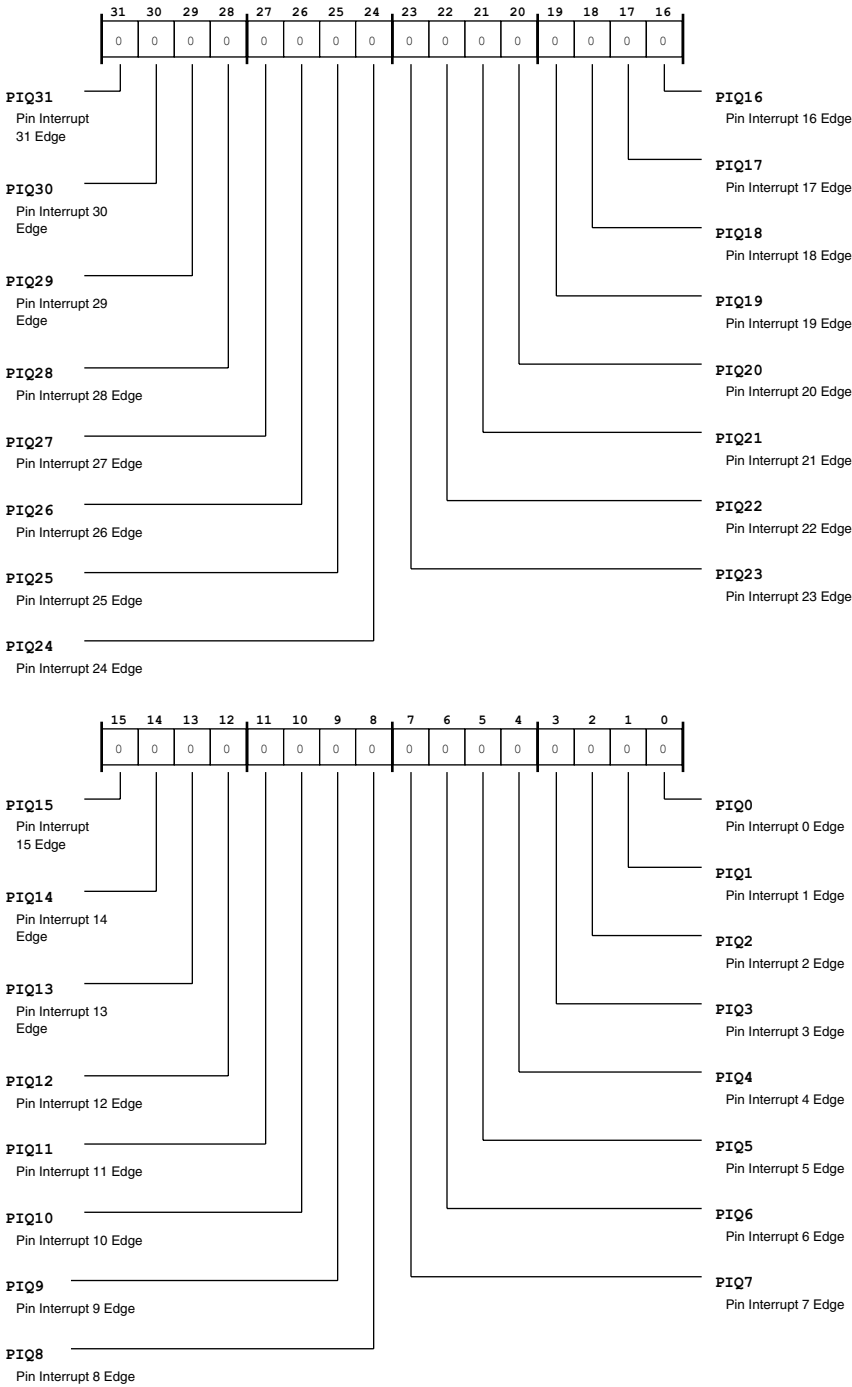 31 30 29 28 27 26 25 24 23 22 21 20 19 18 17 16
0 0 0 0 0 0 0 0 0 0 0 0 0 0 0 0
PIQ31
Pin Interrupt
31 Edge
PIQ30
Pin Interrupt 30
Edge
PIQ29
Pin Interrupt 29
Edge
PIQ28
Pin Interrupt 28 Edge
PIQ27
Pin Interrupt 27 Edge
PIQ26
Pin Interrupt 26 Edge
PIQ25
Pin Interrupt 25 Edge
PIQ24
Pin Interrupt 24 Edge
PIQ16
Pin Interrupt 16 Edge
PIQ17
Pin Interrupt 17 Edge
PIQ18
Pin Interrupt 18 Edge
PIQ19
Pin Interrupt 19 Edge
PIQ20
Pin Interrupt 20 Edge
PIQ21
Pin Interrupt 21 Edge
PIQ22
Pin Interrupt 22 Edge
PIQ23
Pin Interrupt 23 Edge
15 14 13 12 11 10 9 8 7 6 5 4 3 2 1 0
0 0 0 0 0 0 0 0 0 0 0 0 0 0 0 0
PIQ15
Pin Interrupt
15 Edge
PIQ14
Pin Interrupt 14
Edge
PIQ13
Pin Interrupt 13
Edge
PIQ12
Pin Interrupt 12 Edge
PIQ11
Pin Interrupt 11 Edge
PIQ10
Pin Interrupt 10 Edge
PIQ9
Pin Interrupt 9 Edge
PIQ8
Pin Interrupt 8 Edge
PIQ0
Pin Interrupt 0 Edge
PIQ1
Pin Interrupt 1 Edge
PIQ2
Pin Interrupt 2 Edge
PIQ3
Pin Interrupt 3 Edge
PIQ4
Pin Interrupt 4 Edge
PIQ5
Pin Interrupt 5 Edge
PIQ6
Pin Interrupt 6 Edge
PIQ7
Pin Interrupt 7 Edge